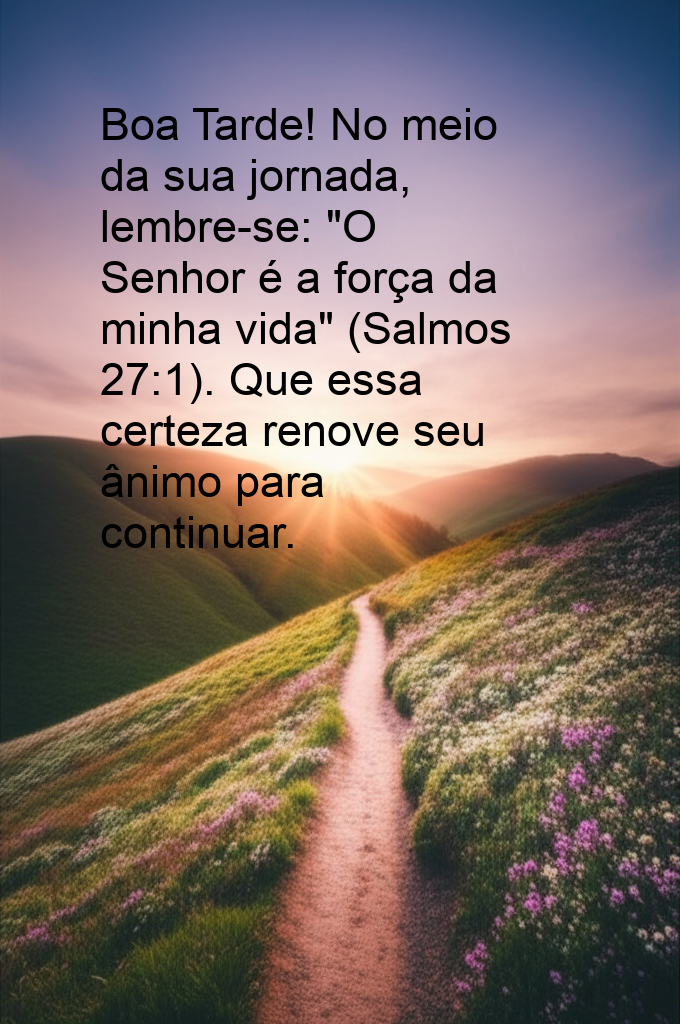 Boa Tarde! No meio
da sua jornada,
lembre-se: "O
Senhor é a força da
minha vida" (Salmos
27:1). Que essa
certeza renove seu
ânimo para
continuar.